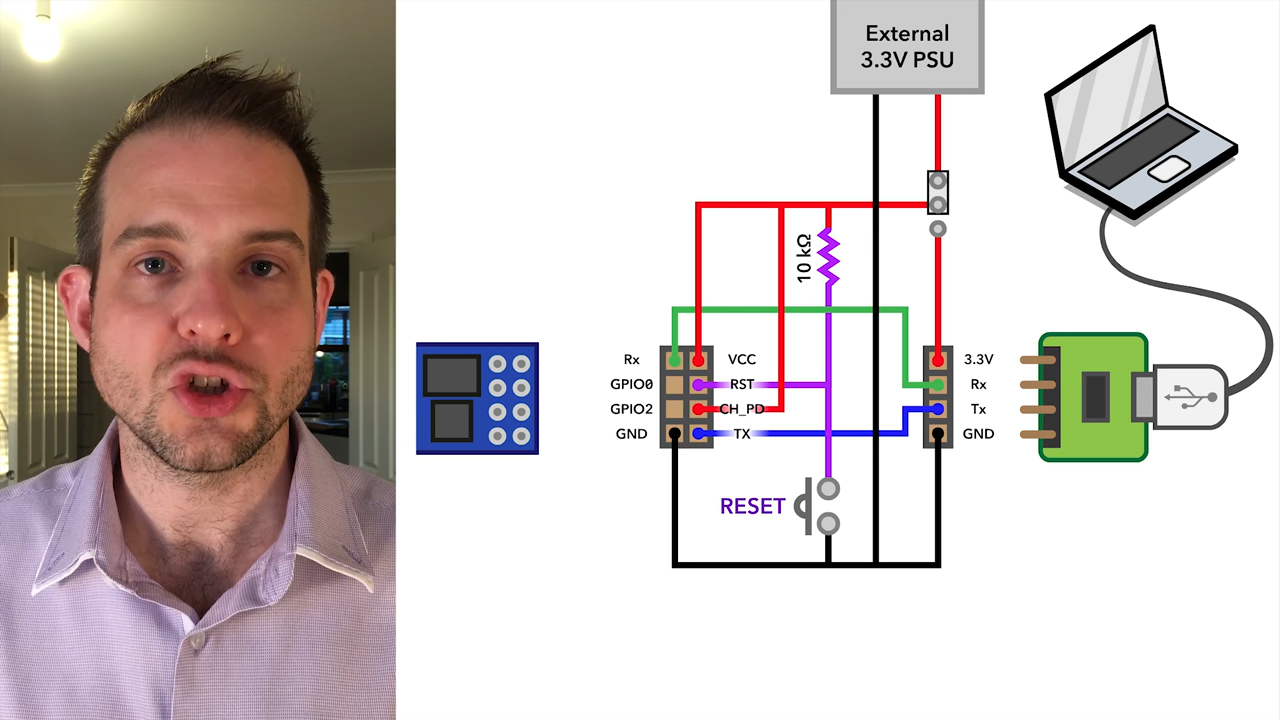 External
3.3V PSU
10 kΩ
Rx
VCC
GPIO0
RST
GPIO2
CH_PD
GND
TX
3.3V
Rx
Tx
GND
RESET